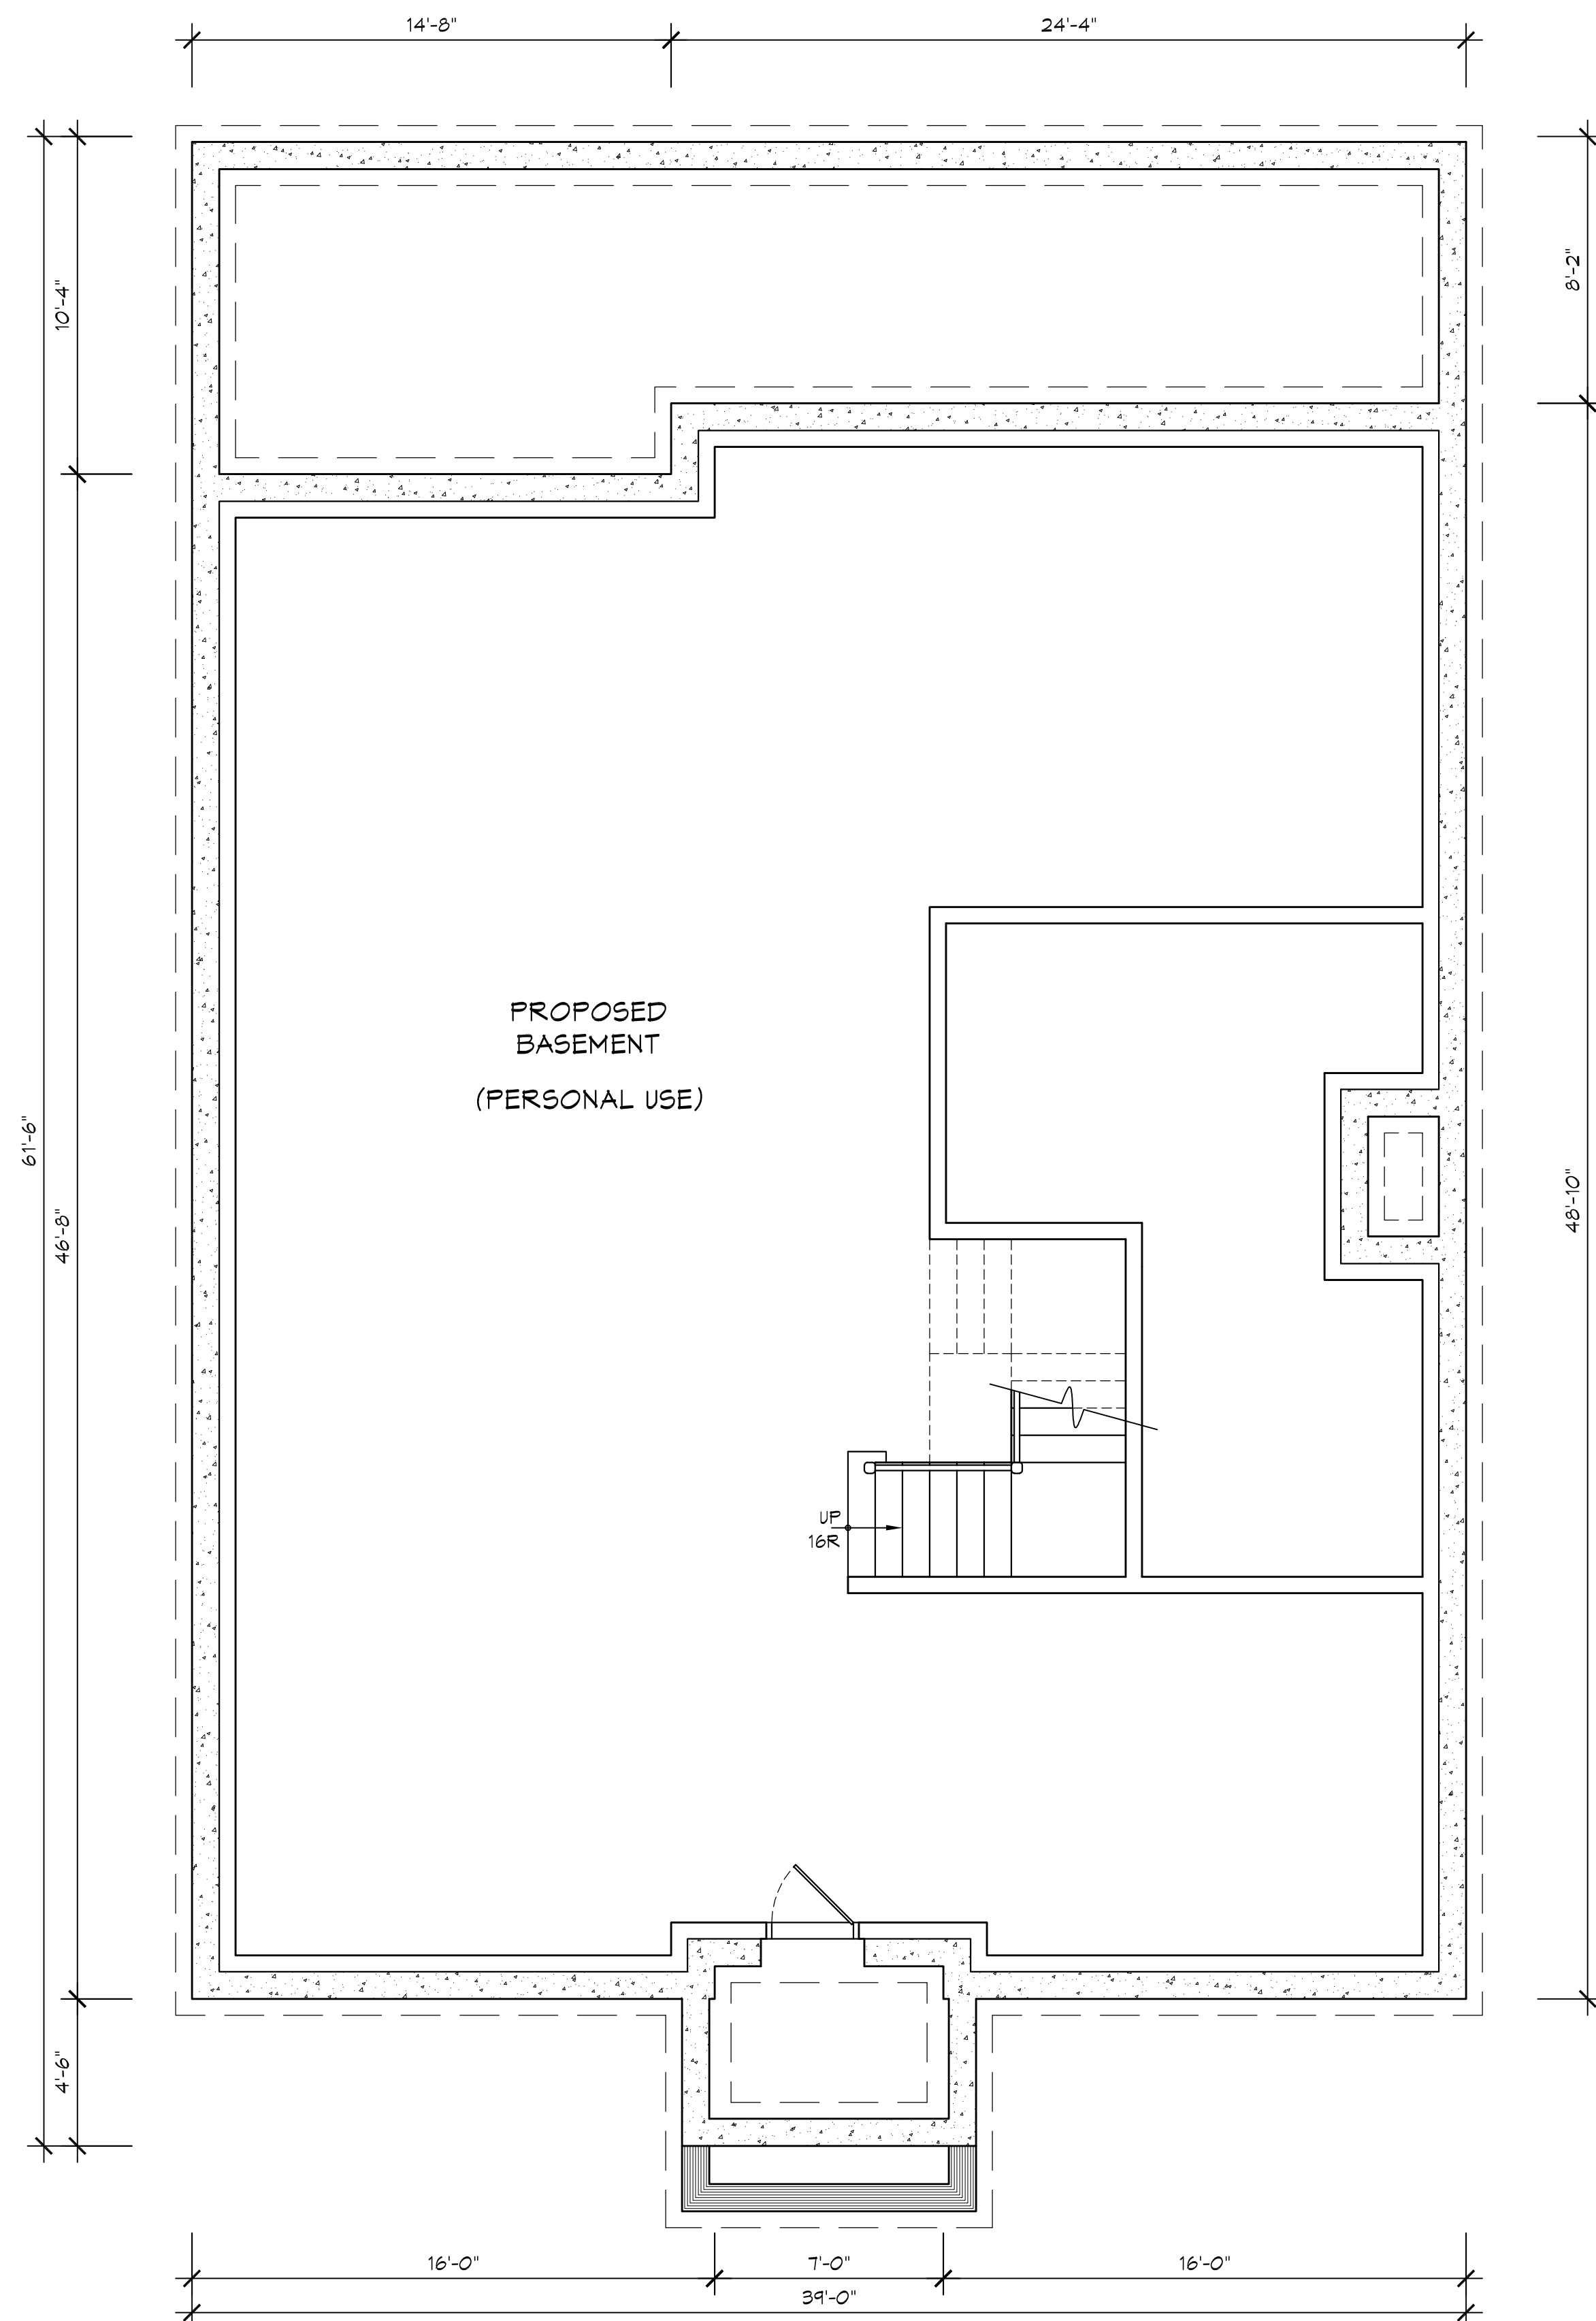 14'-8"
24'-4"
10'-4"
8'-2"
PROPOSED
BASEMENT
(PERSONAL USE)
61'-6"
46'-8"
48'-10"
UP
16R
4'-6"
16'-0"
7'-0"
16'-0"
39'-0"